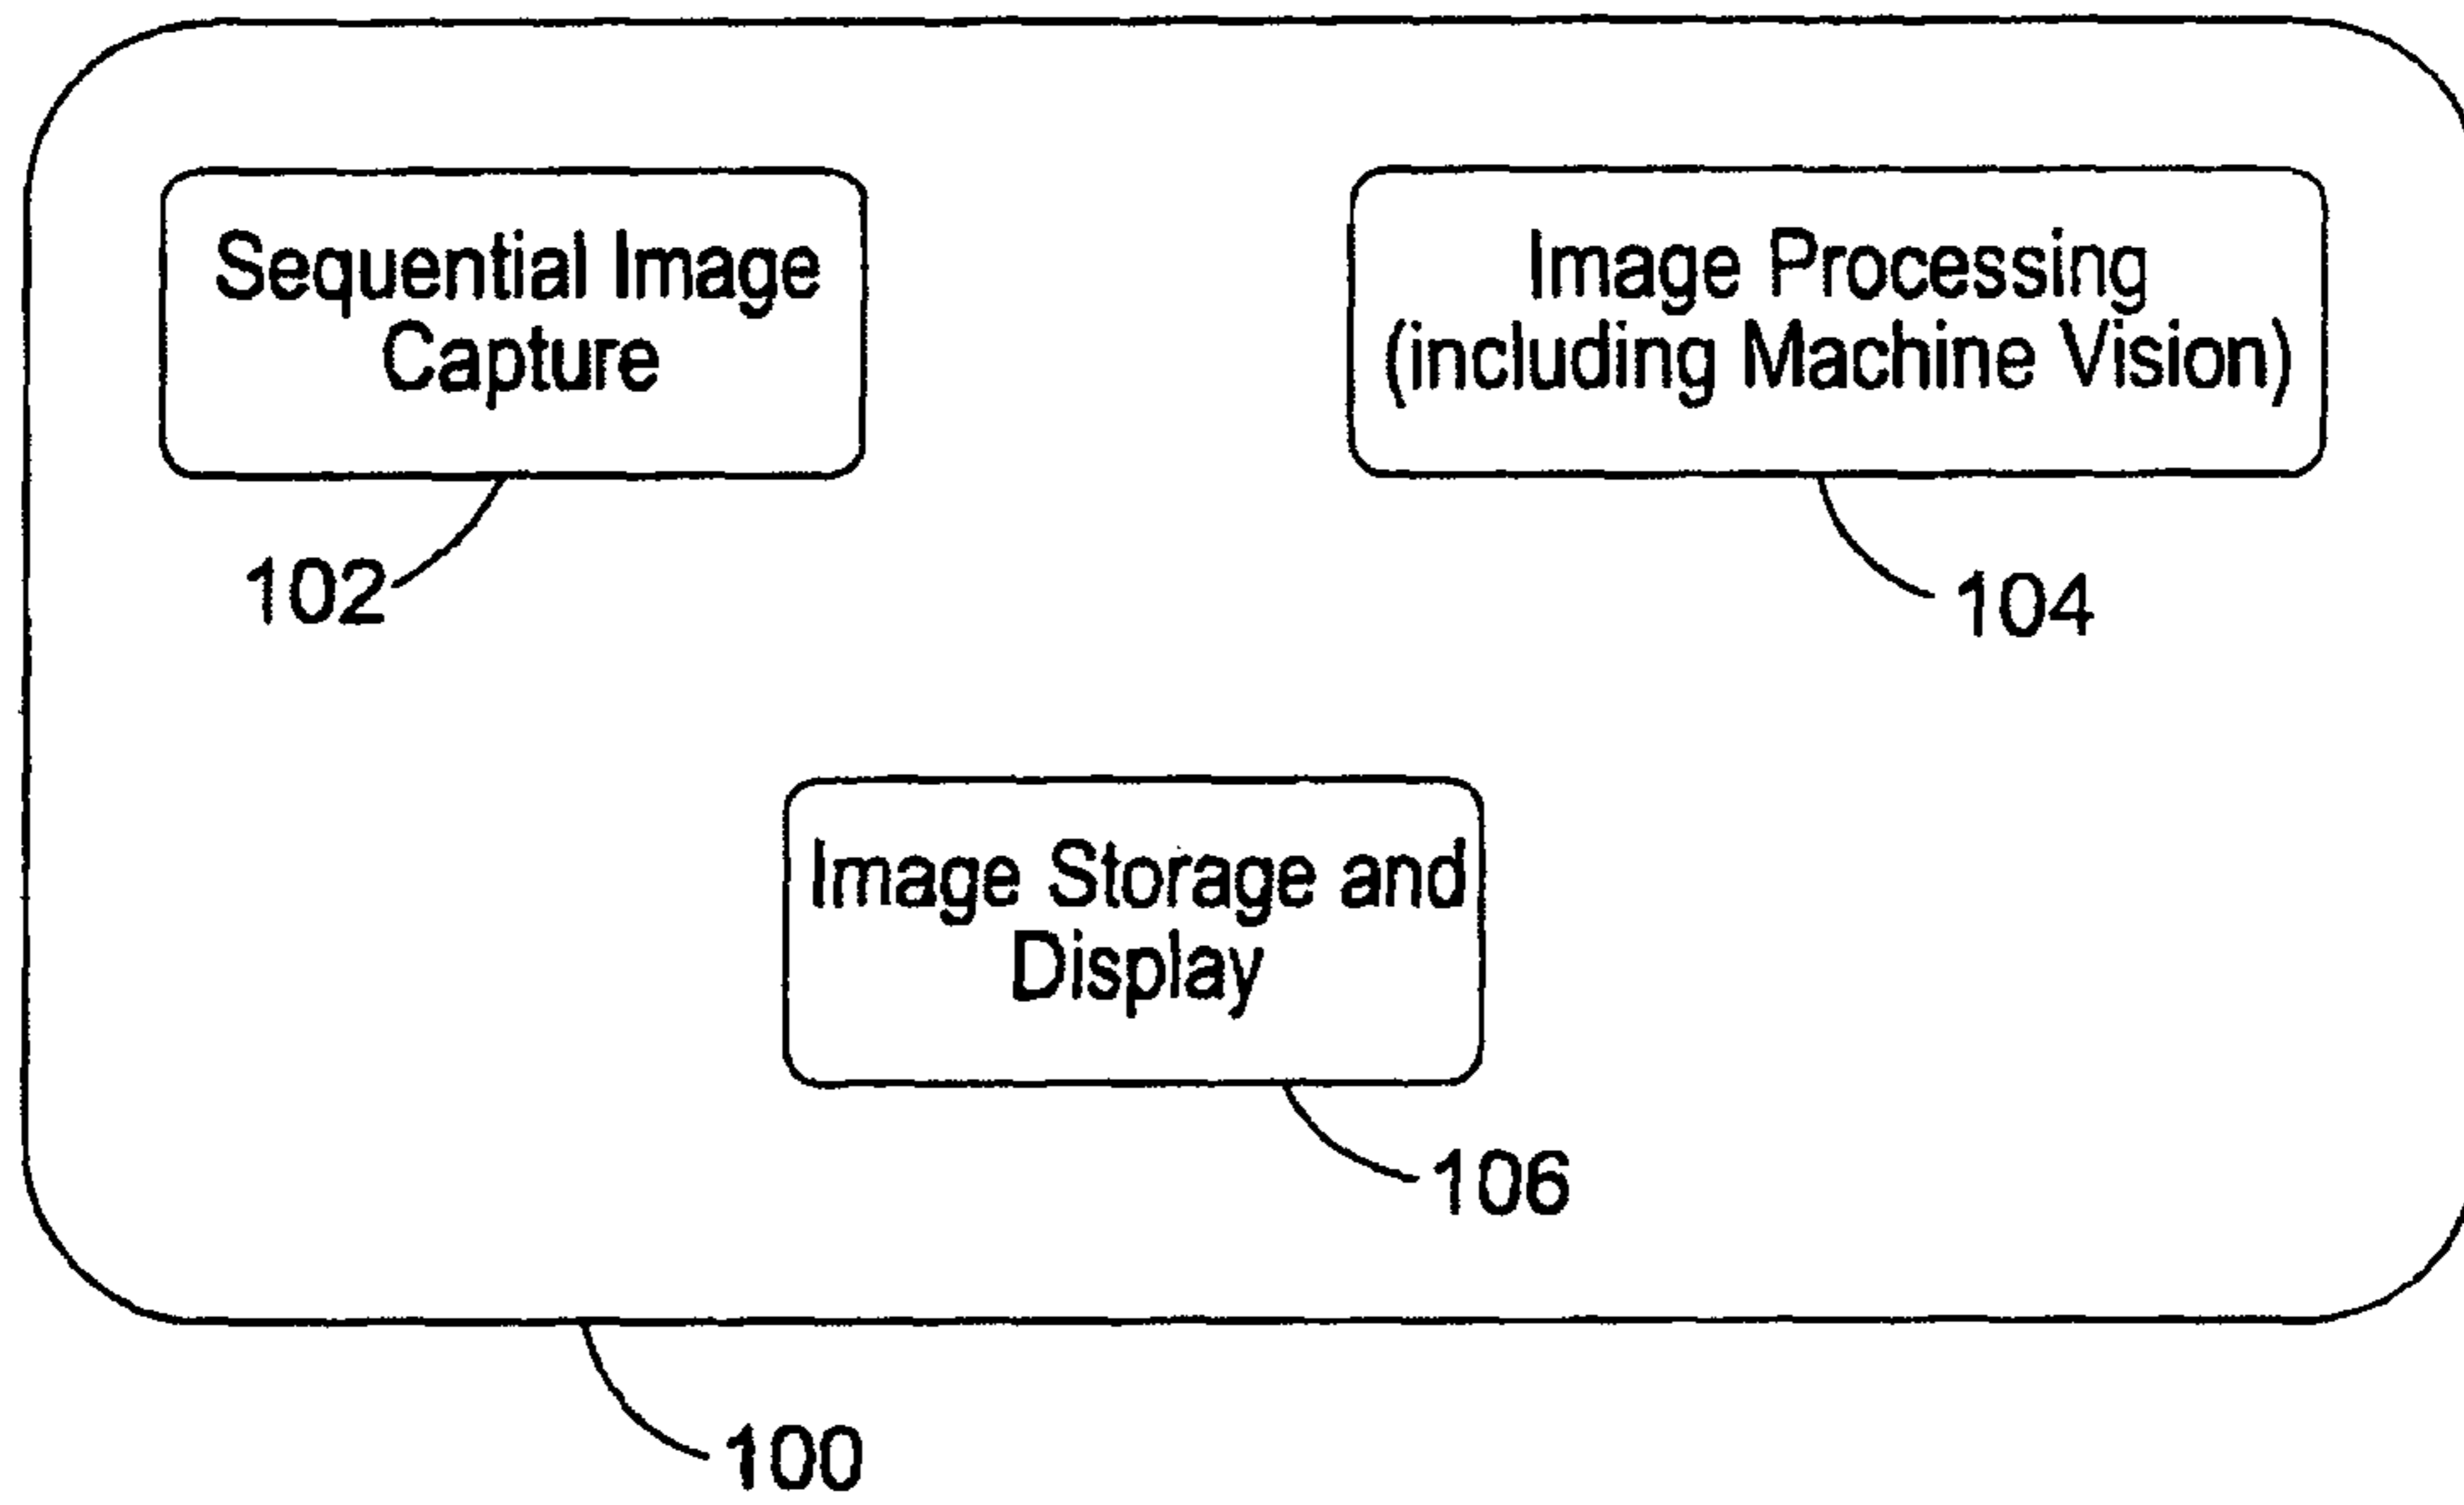 Sequential Image
Capture
102
Image Processing
(including Machine Vision)
104
Image Storage and
Display
106
100